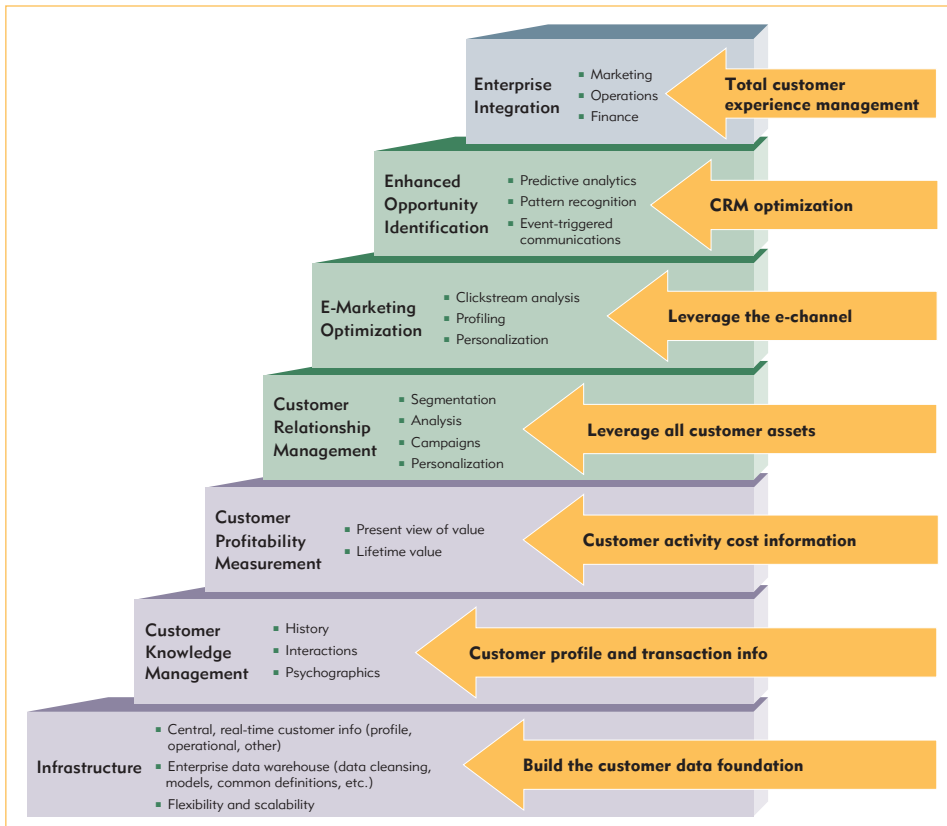 Enterprise
Integration
▪ Marketing
▪ Operations
▪ Finance
Total customer
experience management
Enhanced
Opportunity
Identification
▪ Predictive analytics
▪ Pattern recognition
▪ Event-triggered
communications
CRM optimization
E-Marketing
Optimization
▪ Clickstream analysis
▪ Profiling
▪ Personalization
Leverage the e-channel
Customer
Relationship
Management
▪ Segmentation
▪ Analysis
▪ Campaigns
▪ Personalization
Leverage all customer assets
Customer
Profitability
Measurement
▪ Present view of value
▪ Lifetime value
Customer activity cost information
Customer
Knowledge
Management
▪ History
▪ Interactions
▪ Psychographics
Customer profile and transaction info
Infrastructure
▪ Central, real-time customer info (profile,
operational, other)
▪ Enterprise data warehouse (data cleansing,
models, common definitions, etc.)
▪ Flexibility and scalability
Build the customer data foundation